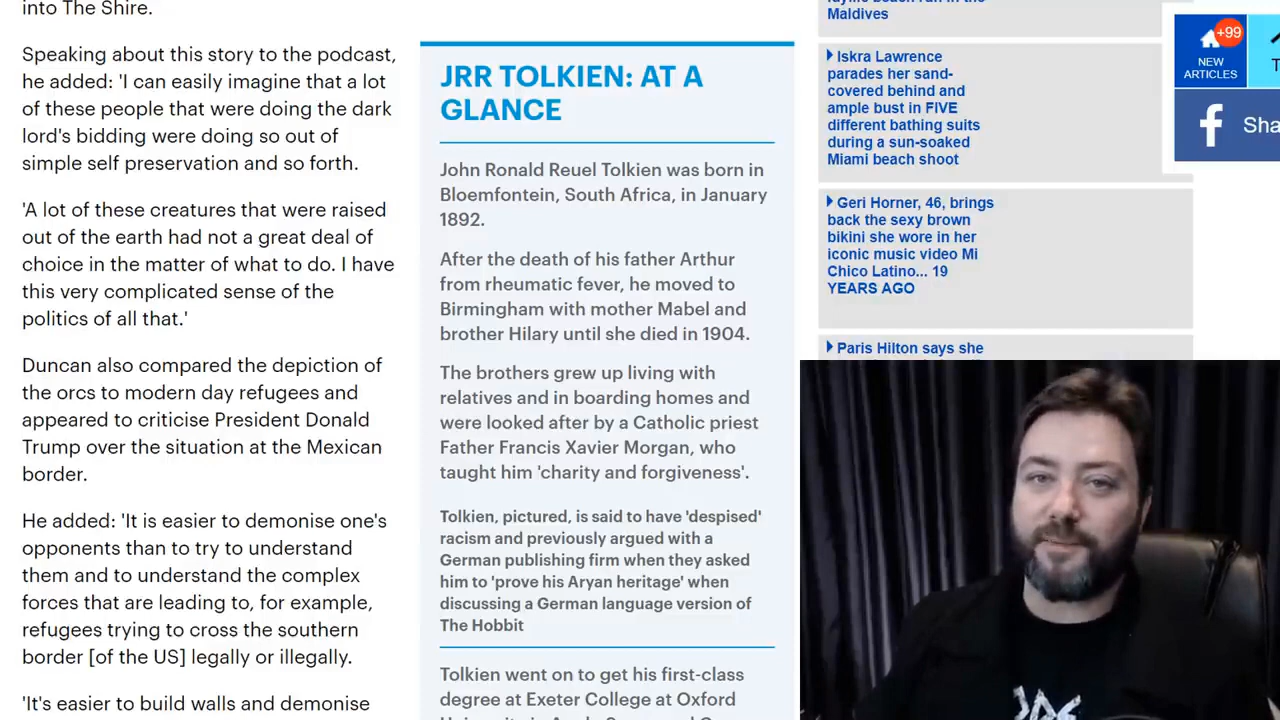 into The Shire.
Speaking about this story to the podcast,
he added: 'I can easily imagine that a lot
of these people that were doing the dark
lord's bidding were doing so out of
simple self preservation and so forth.
'A lot of these creatures that were raised
out of the earth had not a great deal of
choice in the matter of what to do. I have
this very complicated sense of the
politics of all that.'
Duncan also compared the depiction of
the orcs to modern day refugees and
appeared to criticise President Donald
Trump over the situation at the Mexican
border.
He added: 'It is easier to demonise one's
opponents than to try to understand
them and to understand the complex
forces that are leading to, for example,
refugees trying to cross the southern
border [of the US] legally or illegally.
'It's easier to build walls and demonise
JRR TOLKIEN: AT A
GLANCE
John Ronald Reuel Tolkien was born in
Bloemfontein, South Africa, in January
1892.
After the death of his father Arthur
from rheumatic fever, he moved to
Birmingham with mother Mabel and
brother Hilary until she died in 1904.
The brothers grew up living with
relatives and in boarding homes and
were looked after by a Catholic priest
Father Francis Xavier Morgan, who
taught him 'charity and forgiveness'.
Tolkien, pictured, is said to have 'despised'
racism and previously argued with a
German publishing firm when they asked
him to 'prove his Aryan heritage' when
discussing a German language version of
The Hobbit
Tolkien went on to get his first-class
degree at Exeter College at Oxford
Maldives
Iskra Lawrence
parades her sand-
covered behind and
ample bust in FIVE
different bathing suits
during a sun-soaked
Miami beach shoot
Geri Horner, 46, brings
back the sexy brown
bikini she wore in her
iconic music video Mi
Chico Latino... 19
YEARS AGO
Paris Hilton says she
+99
NEW
ARTICLES
f Sha